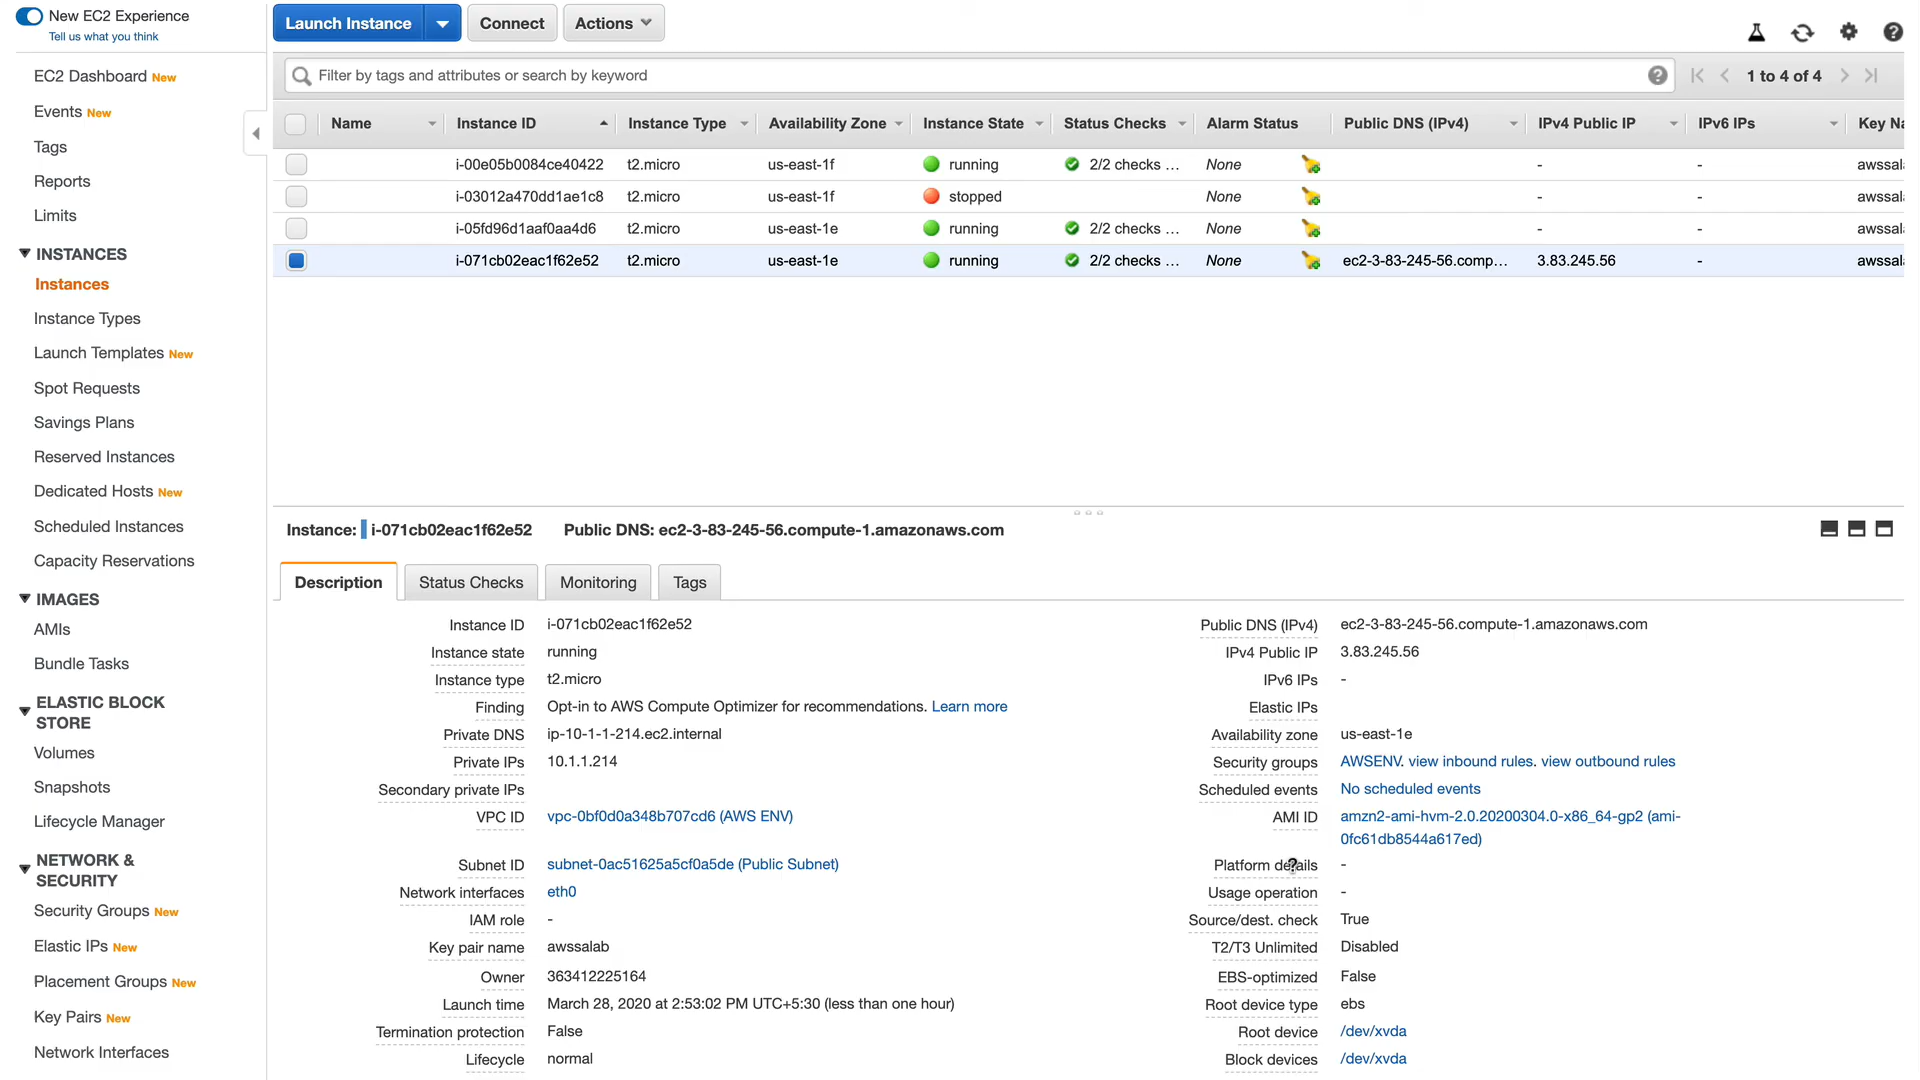 New EC2 Experience
Tell us what you think
EC2 Dashboard New
Events New
Tags
Reports
Limits
INSTANCES
Instances
Instance Types
Launch Templates New
Spot Requests
Savings Plans
Reserved Instances
Dedicated Hosts New
Scheduled Instances
Capacity Reservations
IMAGES
AMIs
Bundle Tasks
ELASTIC BLOCK
STORE
Volumes
Snapshots
Lifecycle Manager
NETWORK &
SECURITY
Security Groups New
Elastic IPs New
Placement Groups New
Key Pairs New
Network Interfaces
Launch Instance Connect Actions
Filter by tags and attributes or search by keyword 1 to 4 of 4
Name Instance ID Instance Type Availability Zone Instance State Status Checks Alarm Status Public DNS (IPv4) IPv4 Public IP IPv6 IPs Key Na
i-00e05b0084ce40422 t2.micro us-east-1f running 2/2 checks ... None - - awssal
i-03012a470dd1ae1c8 t2.micro us-east-1f stopped None - - awssal
i-05fd96d1aaf0aa4d6 t2.micro us-east-1e running 2/2 checks ... None - - awssal
i-071cb02eac1f62e52 t2.micro us-east-1e running 2/2 checks ... None ec2-3-83-245-56.comp... 3.83.245.56 - awssal
Instance: i-071cb02eac1f62e52 Public DNS: ec2-3-83-245-56.compute-1.amazonaws.com
Description Status Checks Monitoring Tags
Instance ID i-071cb02eac1f62e52
Instance state running
Instance type t2.micro
Finding Opt-in to AWS Compute Optimizer for recommendations. Learn more
Private DNS ip-10-1-1-214.ec2.internal
Private IPs 10.1.1.214
Secondary private IPs
VPC ID vpc-0bf0d0a348b707cd6 (AWS ENV)
Subnet ID subnet-0ac51625a5cf0a5de (Public Subnet)
Network interfaces eth0
IAM role -
Key pair name awssalab
Owner 363412225164
Launch time March 28, 2020 at 2:53:02 PM UTC+5:30 (less than one hour)
Termination protection False
Lifecycle normal
Public DNS (IPv4) ec2-3-83-245-56.compute-1.amazonaws.com
IPv4 Public IP 3.83.245.56
IPv6 IPs -
Elastic IPs
Availability zone us-east-1e
Security groups AWSENV. view inbound rules. view outbound rules
Scheduled events No scheduled events
AMI ID amzn2-ami-hvm-2.0.20200304.0-x86_64-gp2 (ami-
0fc61db8544a617ed)
Platform details -
Usage operation -
Source/dest. check True
T2/T3 Unlimited Disabled
EBS-optimized False
Root device type ebs
Root device /dev/xvda
Block devices /dev/xvda